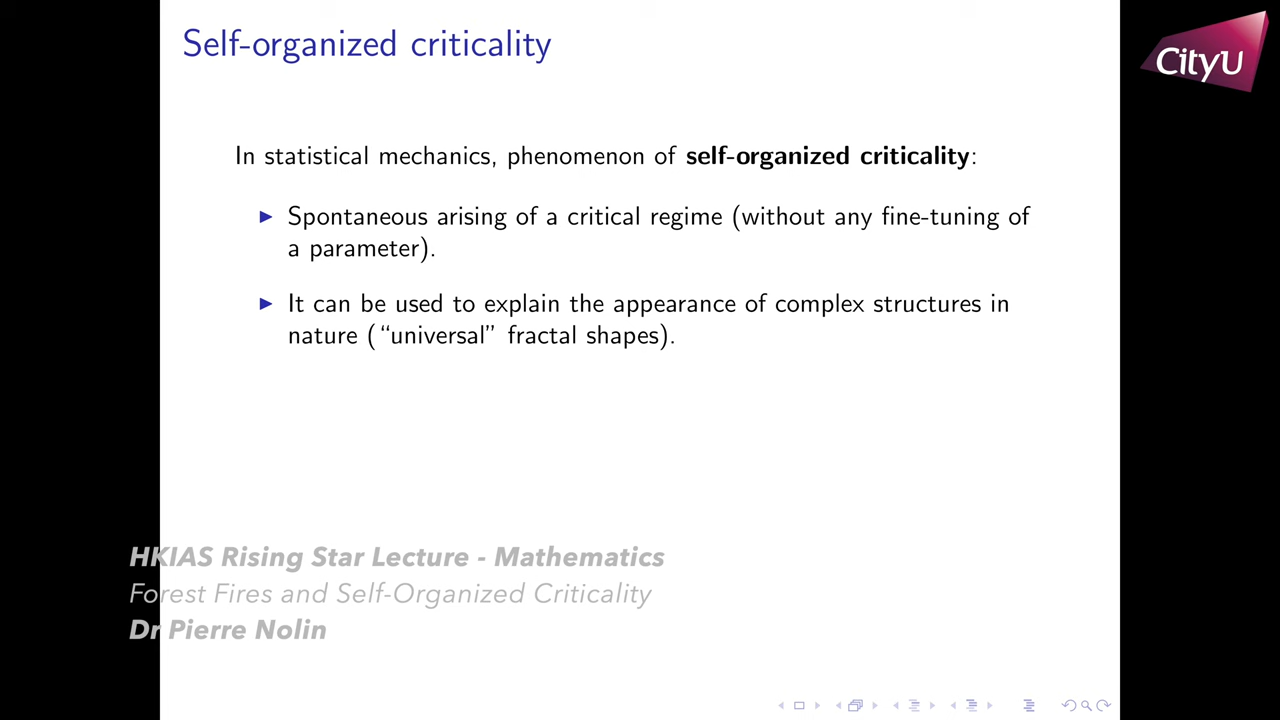 Self-organized criticality
CityU
In statistical mechanics, phenomenon of self-organized criticality:
Spontaneous arising of a critical regime (without any fine-tuning of
a parameter).
It can be used to explain the appearance of complex structures in
nature (“universal” fractal shapes).
HKIAS Rising Star Lecture - Mathematics
Forest Fires and Self-Organized Criticality
Dr Pierre Nolin